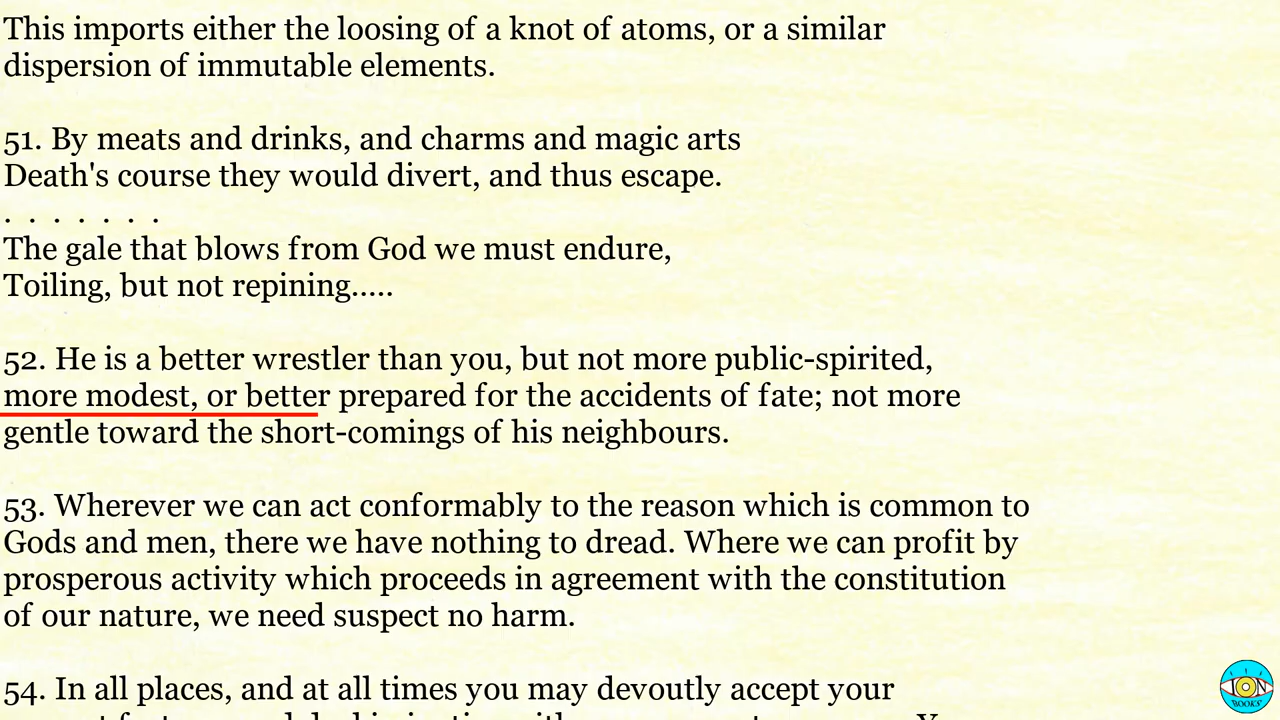 This imports either the loosing of a knot of atoms, or a similar
dispersion of immutable elements.
51. By meats and drinks, and charms and magic arts
Death's course they would divert, and thus escape.
. . . . . . .
The gale that blows from God we must endure,
Toiling, but not repining.....
52. He is a better wrestler than you, but not more public-spirited,
more modest, or better prepared for the accidents of fate; not more
gentle toward the short-comings of his neighbours.
53. Wherever we can act conformably to the reason which is common to
Gods and men, there we have nothing to dread. Where we can profit by
prosperous activity which proceeds in agreement with the constitution
of our nature, we need suspect no harm.
54. In all places, and at all times you may devoutly accept your
ION
BOOKS